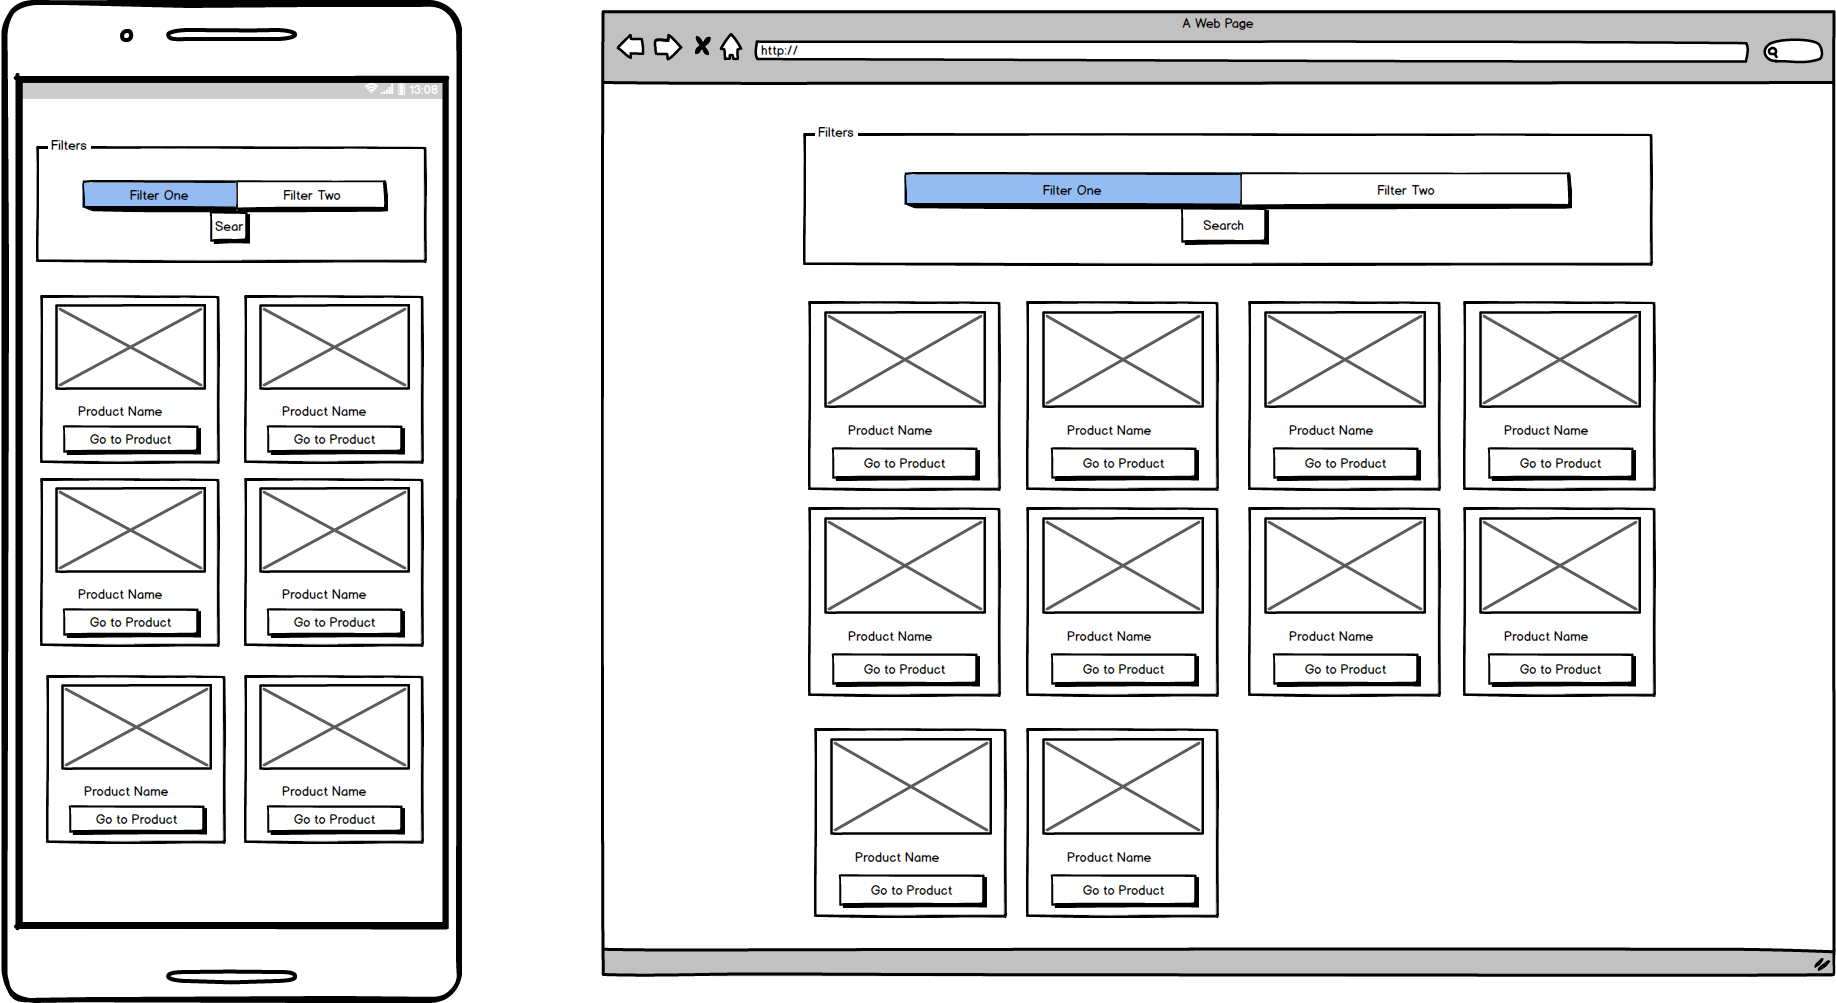 13:08
Filters
Filter One Filter Two
Sear
Product Name Product Name
Go to Product Go to Product
Product Name Product Name
Go to Product Go to Product
Product Name Product Name
Go to Product Go to Product
A Web Page
http://
Filters
Filter One Filter Two
Search
Product Name Product Name Product Name Product Name
Go to Product Go to Product Go to Product Go to Product
Product Name Product Name Product Name Product Name
Go to Product Go to Product Go to Product Go to Product
Product Name Product Name
Go to Product Go to Product